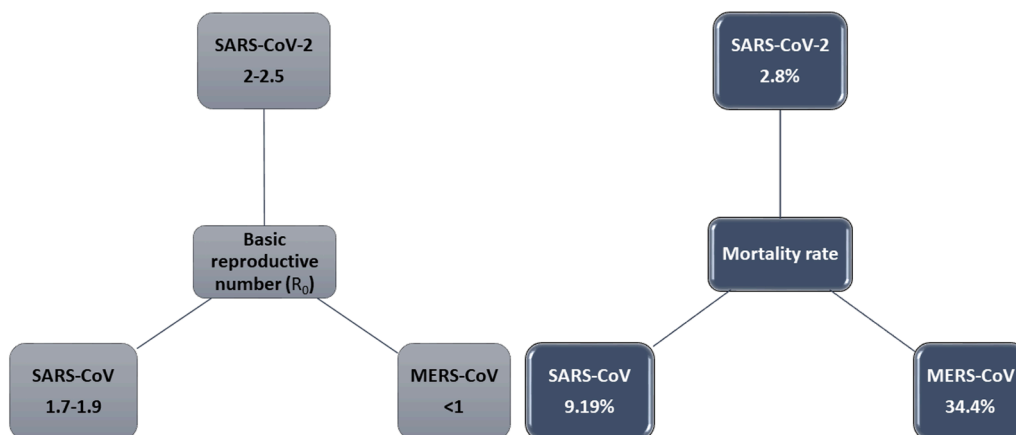 SARS-CoV-2
2-2.5
Basic
reproductive
number (R₀)
SARS-CoV
1.7-1.9
MERS-CoV
<1
SARS-CoV-2
2.8%
Mortality rate
SARS-CoV
9.19%
MERS-CoV
34.4%